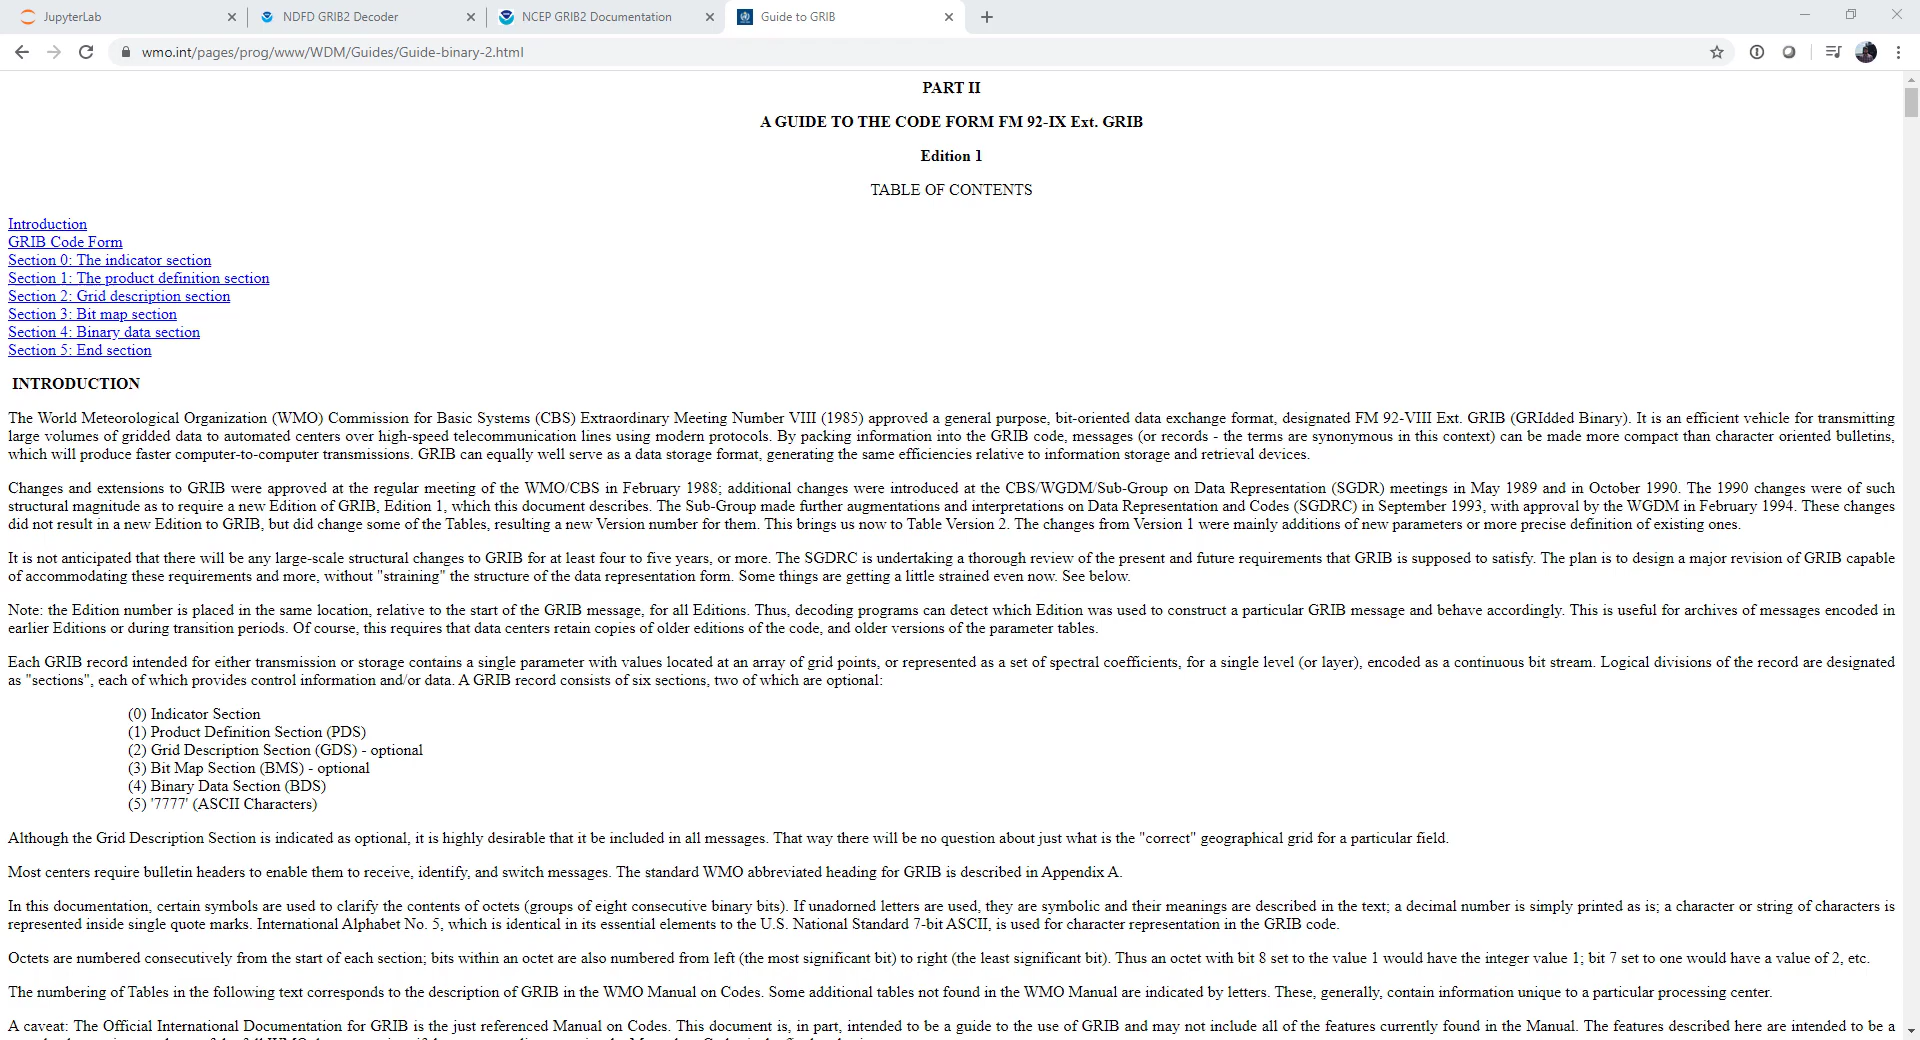 JupyterLab
NDFD GRIB2 Decoder
NCEP GRIB2 Documentation
Guide to GRIB
wmo.int/pages/prog/www/WDM/Guides/Guide-binary-2.html
PART II
A GUIDE TO THE CODE FORM FM 92-IX Ext. GRIB
Edition 1
TABLE OF CONTENTS
Introduction
GRIB Code Form
Section 0: The indicator section
Section 1: The product definition section
Section 2: Grid description section
Section 3: Bit map section
Section 4: Binary data section
Section 5: End section
INTRODUCTION
The World Meteorological Organization (WMO) Commission for Basic Systems (CBS) Extraordinary Meeting Number VIII (1985) approved a general purpose, bit-oriented data exchange format, designated FM 92-VIII Ext. GRIB (GRIdded Binary). It is an efficient vehicle for transmitting
large volumes of gridded data to automated centers over high-speed telecommunication lines using modern protocols. By packing information into the GRIB code, messages (or records - the terms are synonymous in this context) can be made more compact than character oriented bulletins,
which will produce faster computer-to-computer transmissions. GRIB can equally well serve as a data storage format, generating the same efficiencies relative to information storage and retrieval devices.
Changes and extensions to GRIB were approved at the regular meeting of the WMO/CBS in February 1988; additional changes were introduced at the CBS/WGDM/Sub-Group on Data Representation (SGDR) meetings in May 1989 and in October 1990. The 1990 changes were of such
structural magnitude as to require a new Edition of GRIB, Edition 1, which this document describes. The Sub-Group made further augmentations and interpretations on Data Representation and Codes (SGDRC) in September 1993, with approval by the WGDM in February 1994. These changes
did not result in a new Edition to GRIB, but did change some of the Tables, resulting a new Version number for them. This brings us now to Table Version 2. The changes from Version 1 were mainly additions of new parameters or more precise definition of existing ones.
It is not anticipated that there will be any large-scale structural changes to GRIB for at least four to five years, or more. The SGDRC is undertaking a thorough review of the present and future requirements that GRIB is supposed to satisfy. The plan is to design a major revision of GRIB capable
of accommodating these requirements and more, without "straining" the structure of the data representation form. Some things are getting a little strained even now. See below.
Note: the Edition number is placed in the same location, relative to the start of the GRIB message, for all Editions. Thus, decoding programs can detect which Edition was used to construct a particular GRIB message and behave accordingly. This is useful for archives of messages encoded in
earlier Editions or during transition periods. Of course, this requires that data centers retain copies of older editions of the code, and older versions of the parameter tables.
Each GRIB record intended for either transmission or storage contains a single parameter with values located at an array of grid points, or represented as a set of spectral coefficients, for a single level (or layer), encoded as a continuous bit stream. Logical divisions of the record are designated
as "sections", each of which provides control information and/or data. A GRIB record consists of six sections, two of which are optional:
(0) Indicator Section
(1) Product Definition Section (PDS)
(2) Grid Description Section (GDS) - optional
(3) Bit Map Section (BMS) - optional
(4) Binary Data Section (BDS)
(5) '7777' (ASCII Characters)
Although the Grid Description Section is indicated as optional, it is highly desirable that it be included in all messages. That way there will be no question about just what is the "correct" geographical grid for a particular field.
Most centers require bulletin headers to enable them to receive, identify, and switch messages. The standard WMO abbreviated heading for GRIB is described in Appendix A.
In this documentation, certain symbols are used to clarify the contents of octets (groups of eight consecutive binary bits). If unadorned letters are used, they are symbolic and their meanings are described in the text; a decimal number is simply printed as is; a character or string of characters is
represented inside single quote marks. International Alphabet No. 5, which is identical in its essential elements to the U.S. National Standard 7-bit ASCII, is used for character representation in the GRIB code.
Octets are numbered consecutively from the start of each section; bits within an octet are also numbered from left (the most significant bit) to right (the least significant bit). Thus an octet with bit 8 set to the value 1 would have the integer value 1; bit 7 set to one would have a value of 2, etc.
The numbering of Tables in the following text corresponds to the description of GRIB in the WMO Manual on Codes. Some additional tables not found in the WMO Manual are indicated by letters. These, generally, contain information unique to a particular processing center.
A caveat: The Official International Documentation for GRIB is the just referenced Manual on Codes. This document is, in part, intended to be a guide to the use of GRIB and may not include all of the features currently found in the Manual. The features described here are intended to be a